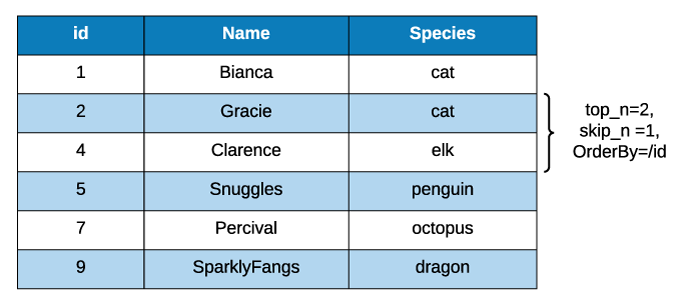 id Name Species
1 Bianca cat
2 Gracie cat
4 Clarence elk
5 Snuggles penguin
7 Percival octopus
9 SparklyFangs dragon
top_n=2,
skip_n =1,
OrderBy=/id